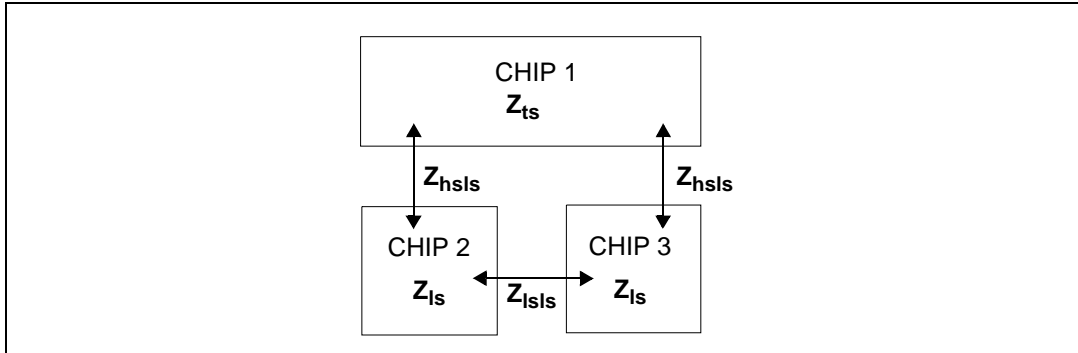 CHIP 1
Zts
Zhsls Zhsls
CHIP 2 CHIP 3
Zls Zlsls Zls